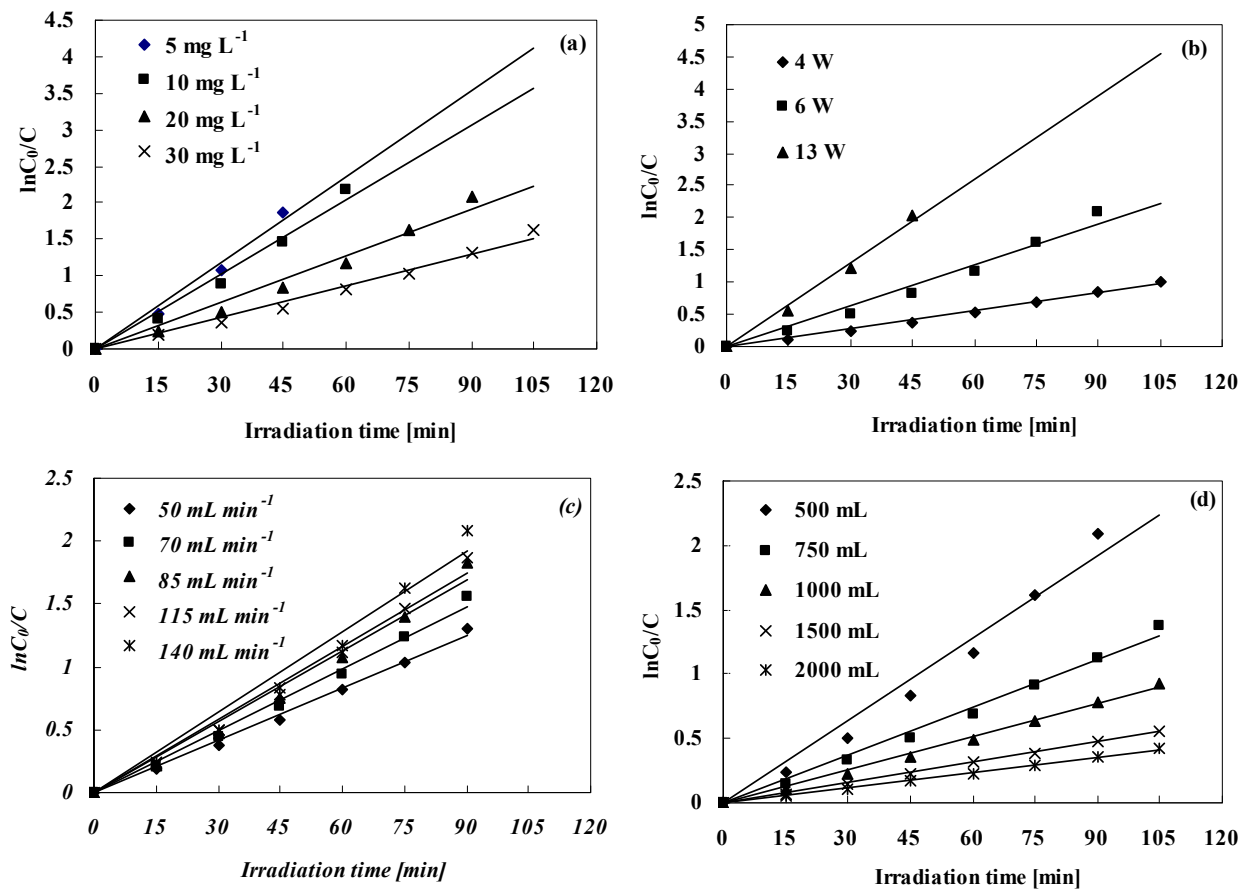 (a)
5 mg L⁻¹
10 mg L⁻¹
20 mg L⁻¹
30 mg L⁻¹
lnC₀/C
4.5
4
3.5
3
2.5
2
1.5
1
0.5
0
0 15 30 45 60 75 90 105 120
Irradiation time [min]
(b)
4 W
6 W
13 W
lnC₀/C
5
4.5
4
3.5
3
2.5
2
1.5
1
0.5
0
0 15 30 45 60 75 90 105 120
Irradiation time [min]
(c)
50 mL min⁻¹
70 mL min⁻¹
85 mL min⁻¹
115 mL min⁻¹
140 mL min⁻¹
lnC₀/C
2.5
2
1.5
1
0.5
0
0 15 30 45 60 75 90 105 120
Irradiation time [min]
(d)
500 mL
750 mL
1000 mL
1500 mL
2000 mL
lnC₀/C
2.5
2
1.5
1
0.5
0
0 15 30 45 60 75 90 105 120
Irradiation time [min]